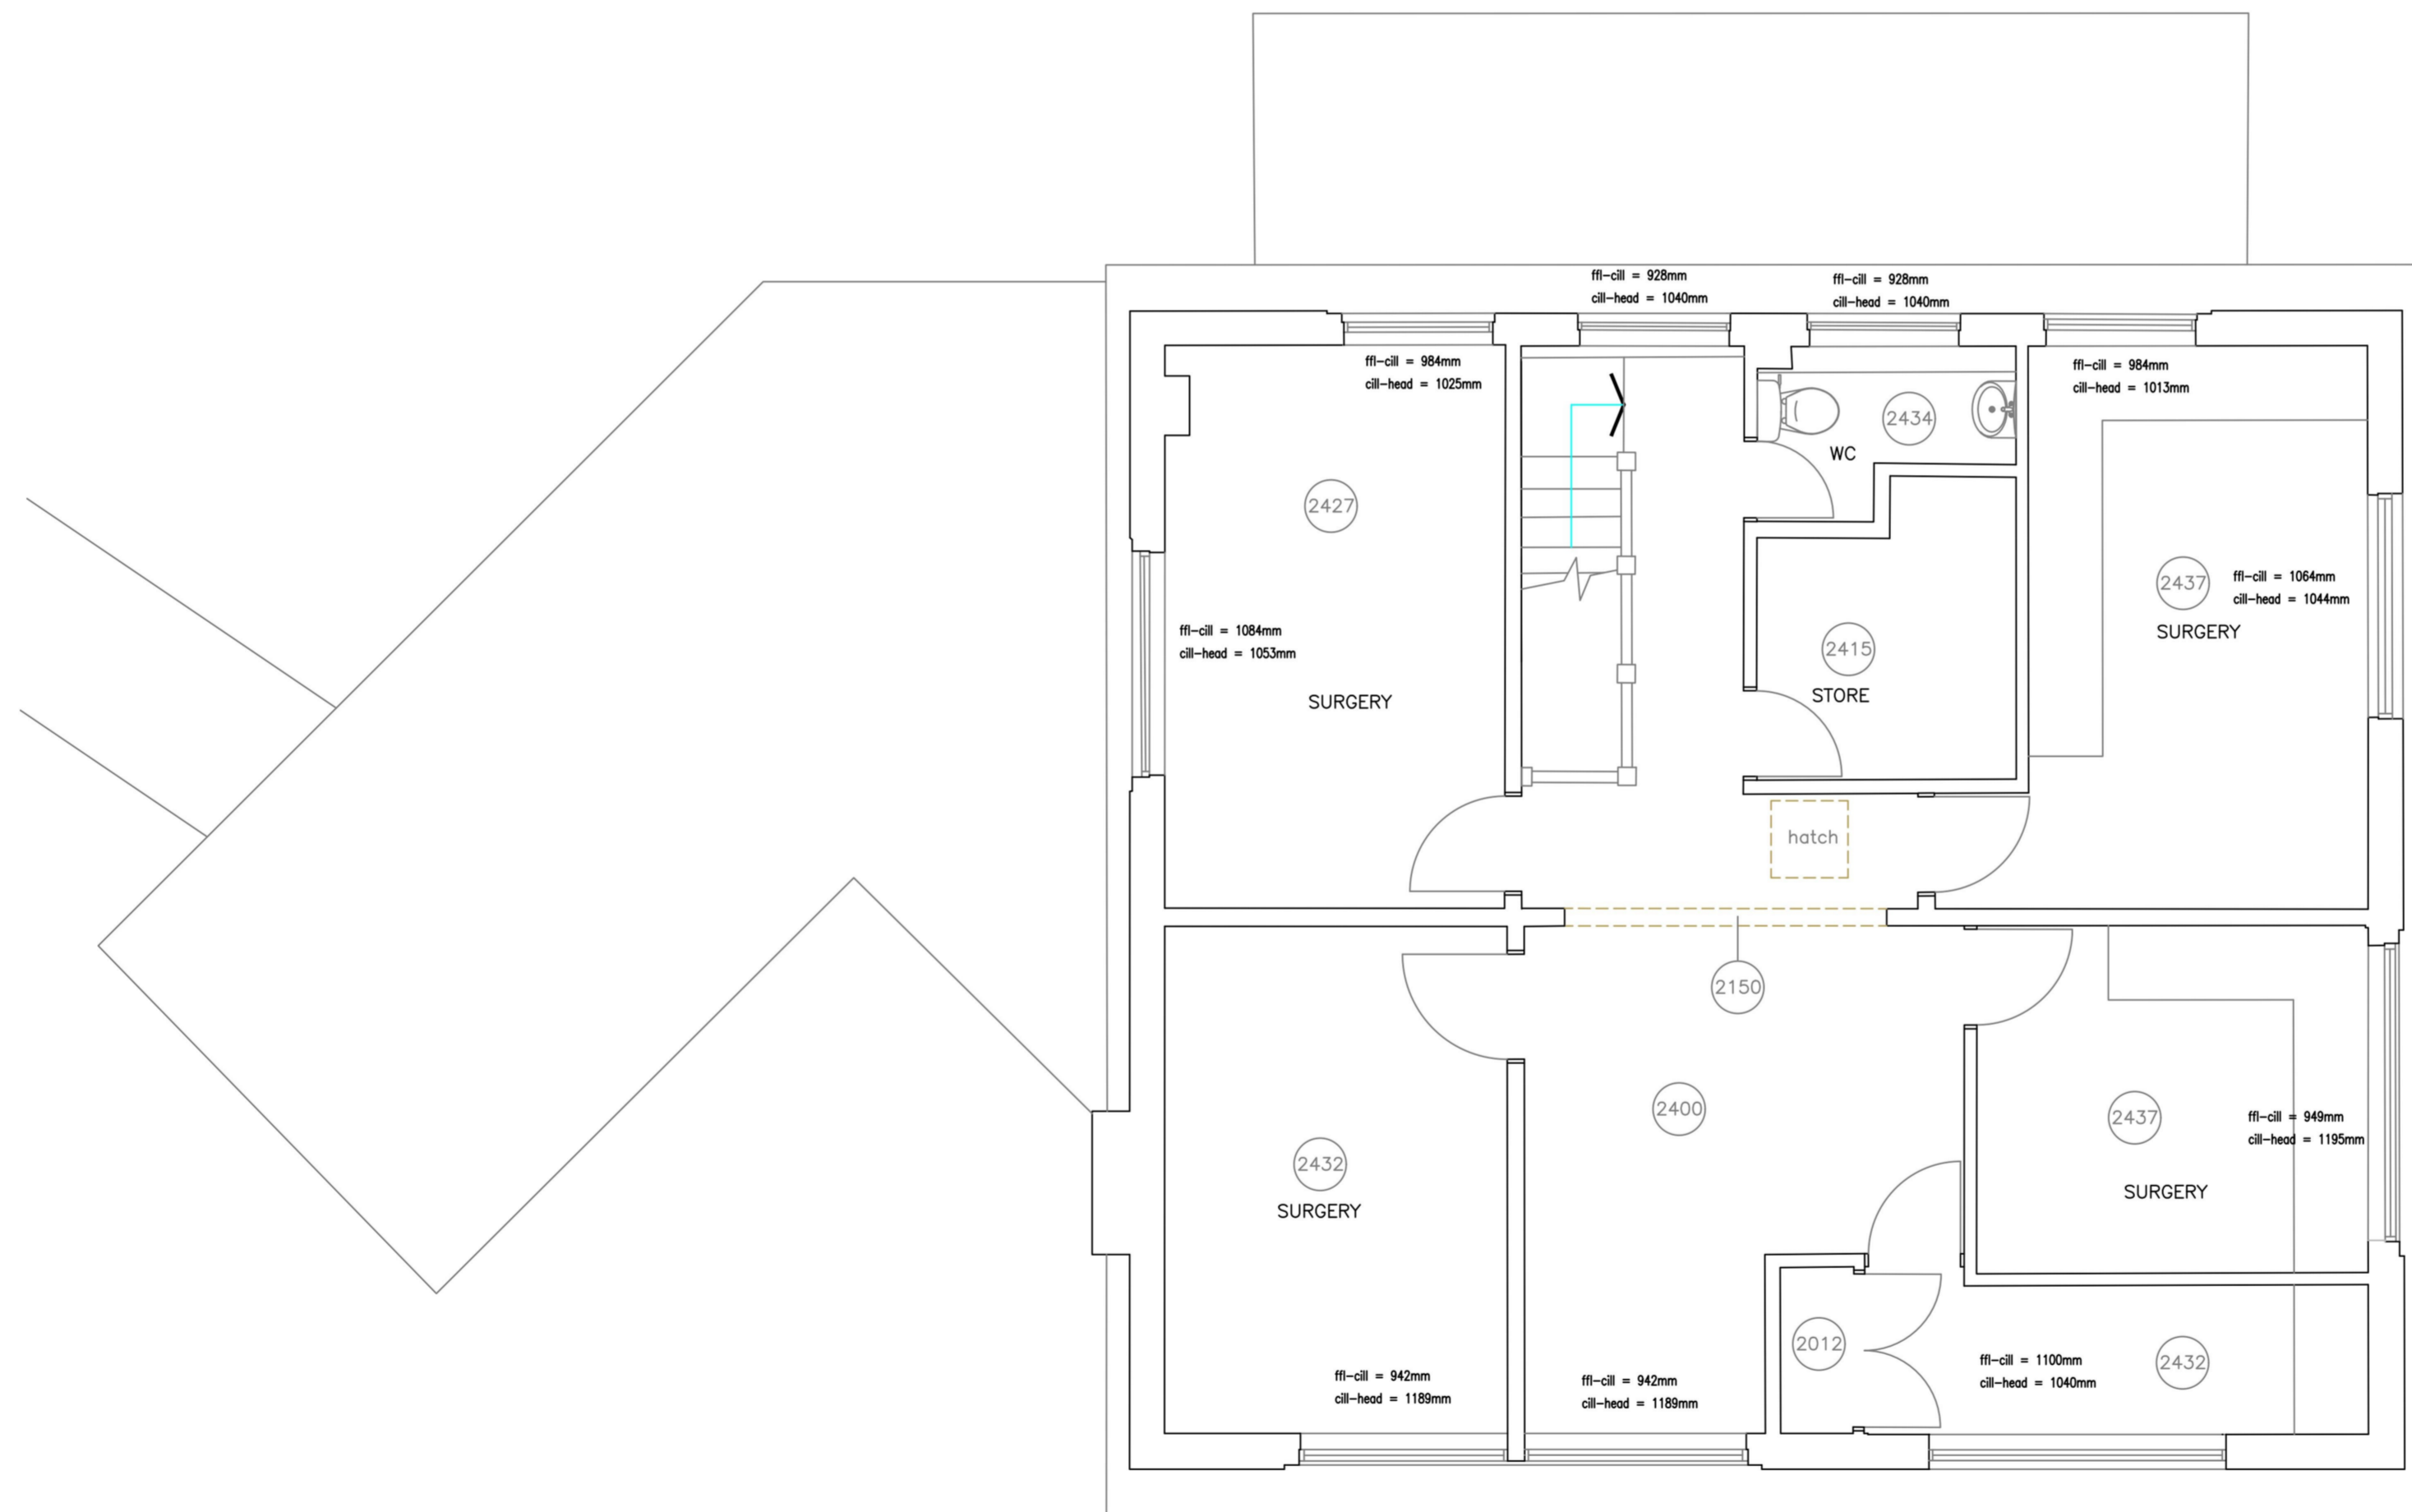 ffl-cill = 928mm
cill-head = 1040mm
ffl-cill = 928mm
cill-head = 1040mm
ffl-cill = 984mm
cill-head = 1025mm
ffl-cill = 984mm
cill-head = 1013mm
2434
WC
2427
2437
ffl-cill = 1064mm
cill-head = 1044mm
SURGERY
ffl-cill = 1084mm
cill-head = 1053mm
2415
STORE
SURGERY
hatch
2150
2400
2437
ffl-cill = 949mm
cill-head = 1195mm
SURGERY
2432
SURGERY
2012
ffl-cill = 1100mm
cill-head = 1040mm
2432
ffl-cill = 942mm
cill-head = 1189mm
ffl-cill = 942mm
cill-head = 1189mm